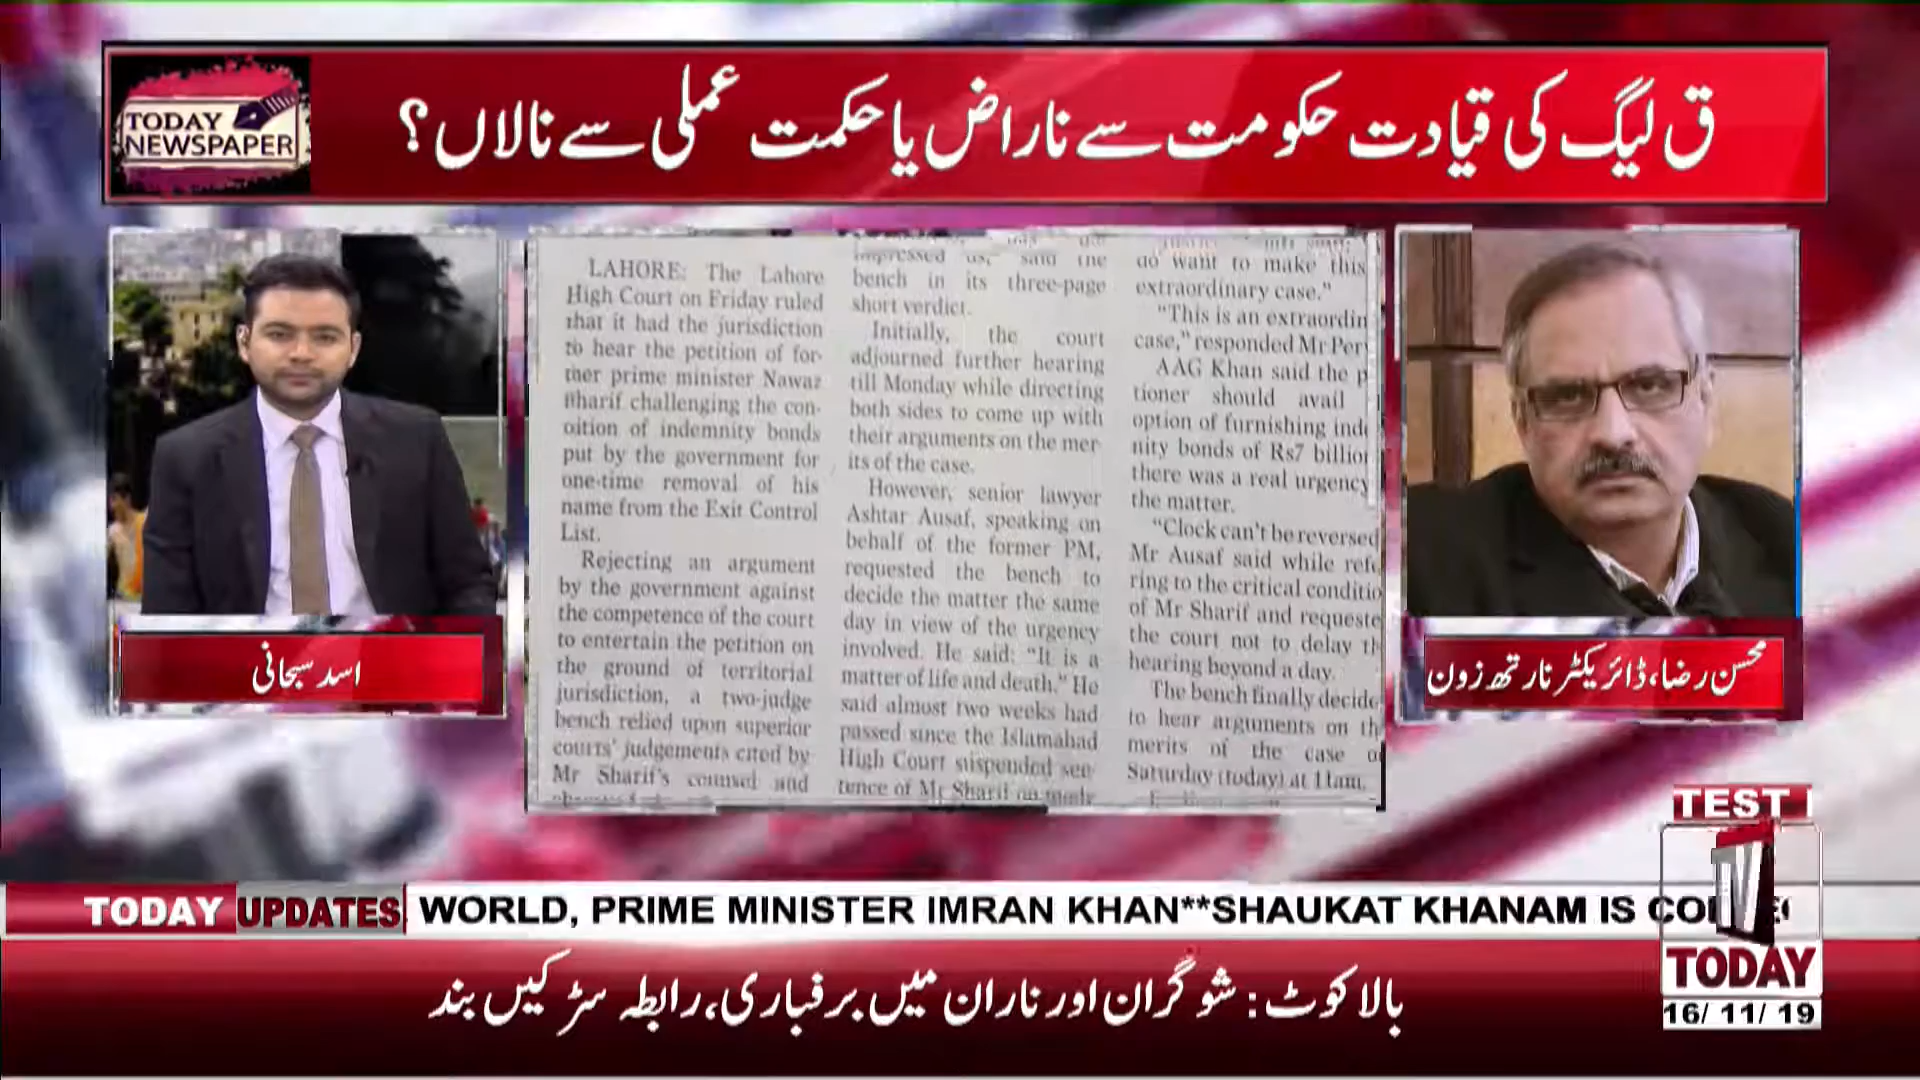 ق لیگ کی قیادت حکومت سے ناراض یا حکمت عملی سے نالاں؟
TODAY
NEWSPAPER
LAHORE: The Lahore
High Court on Friday ruled
that it had the jurisdiction
to hear the petition of for-
mer prime minister Nawaz
Sharif challenging the con-
dition of indemnity bonds
put by the government for
one-time removal of his
name from the Exit Control
List.
Rejecting an argument
by the government against
the competence of the court
to entertain the petition on
the ground of territorial
jurisdiction, a two-judge
bench relied upon superior
courts' judgements cited by
Mr Sharif's counsel and
impressed us," said the
bench in its three-page
short verdict.
Initially, the court
adjourned further hearing
till Monday while directing
both sides to come up with
their arguments on the mer-
its of the case.
However, senior lawyer
Ashtar Ausaf, speaking on
behalf of the former PM,
requested the bench to
decide the matter the same
day in view of the urgency
involved. He said: "It is a
matter of life and death." He
said almost two weeks had
passed since the Islamabad
High Court suspended sen-
tence of Mr Sharif on
do want to make this
extraordinary case."
"This is an extraordin
case," responded Mr Per
AAG Khan said the p
tioner should avail
option of furnishing inde
nity bonds of Rs7 billion
there was a real urgency
the matter.
"Clock can't be reversed
Mr Ausaf said while refe
ring to the critical conditio
of Mr Sharif and requeste
the court not to delay th
hearing beyond a day.
The bench finally decide
to hear arguments on th
merits of the case o
Saturday (today) at 11am.
اسد سبحانی
محسن رضا، ڈائریکٹر نارتھ زون
TEST
TV
TODAY
16/ 11/ 19
TODAY UPDATES WORLD, PRIME MINISTER IMRAN KHAN**SHAUKAT KHANAM IS
بالاکوٹ: شوگران اور ناران میں برفباری، رابطہ سڑکیں بند